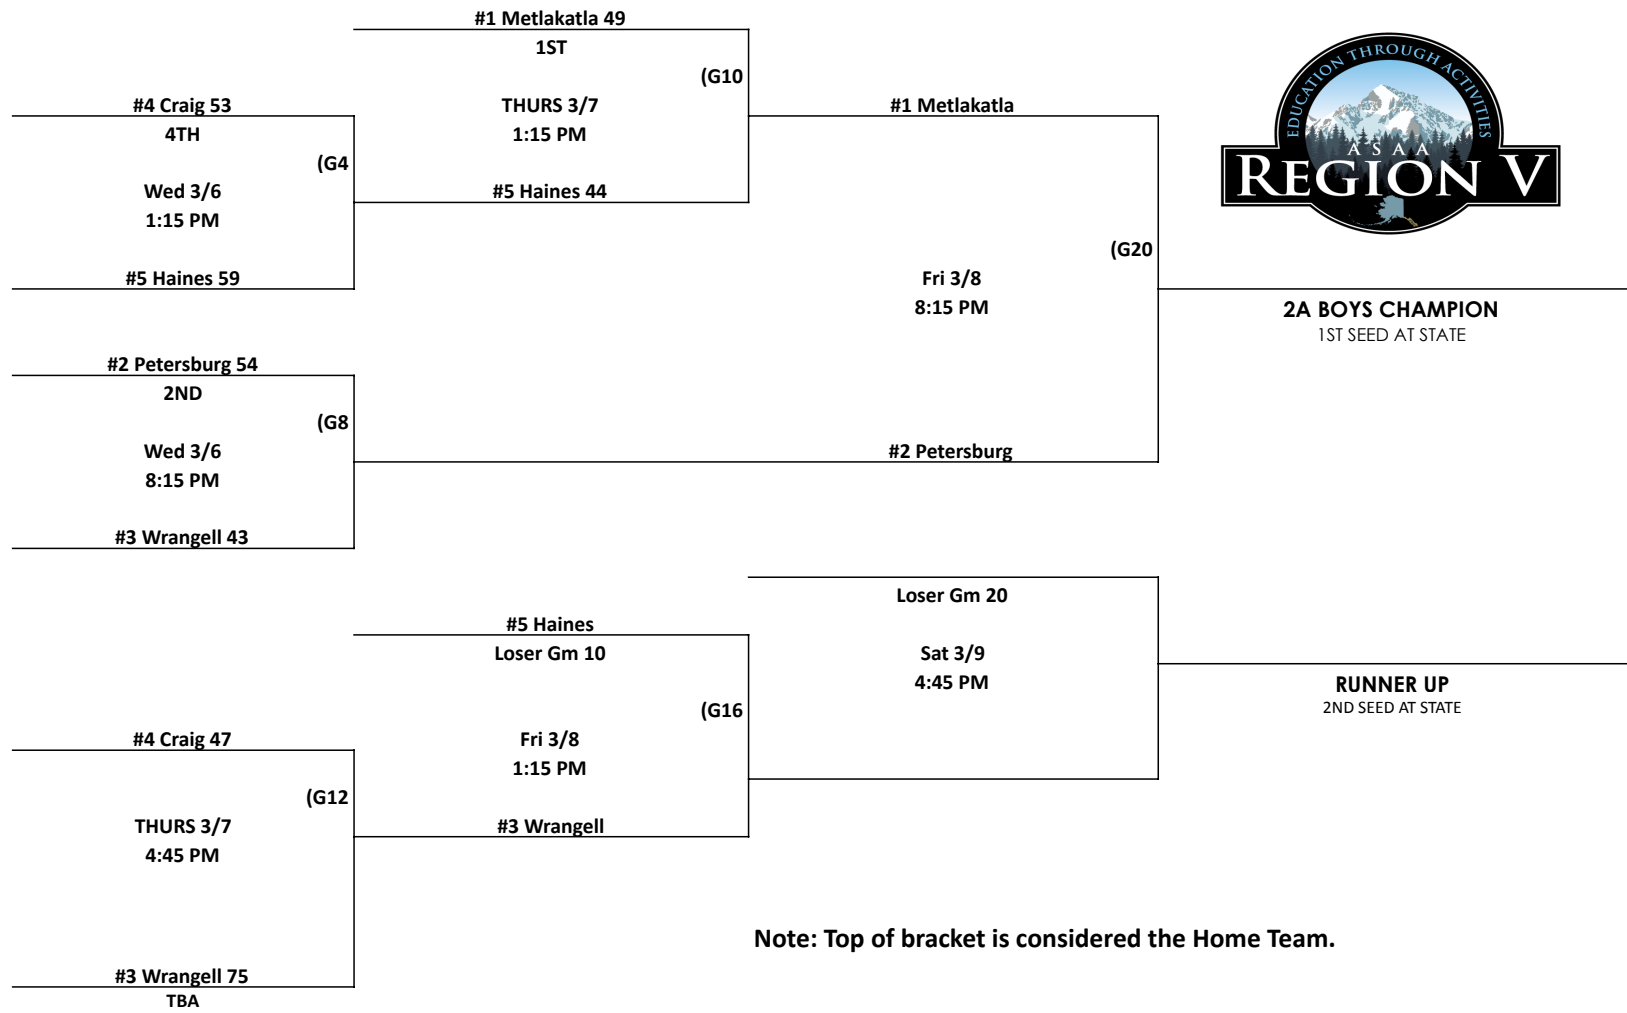 #1 Metlakatla 49
1ST
(G10
THURS 3/7
1:15 PM
#5 Haines 44
#4 Craig 53
4TH
(G4
Wed 3/6
1:15 PM
#5 Haines 59
#1 Metlakatla
(G20
Fri 3/8
8:15 PM
#2 Petersburg
EDUCATION THROUGH ACTIVITIES
ASAA
REGION V
2A BOYS CHAMPION
1ST SEED AT STATE
#2 Petersburg 54
2ND
(G8
Wed 3/6
8:15 PM
#3 Wrangell 43
Loser Gm 20
Sat 3/9
4:45 PM
RUNNER UP
2ND SEED AT STATE
#5 Haines
Loser Gm 10
(G16
Fri 3/8
1:15 PM
#3 Wrangell
#4 Craig 47
(G12
THURS 3/7
4:45 PM
#3 Wrangell 75
TBA
Note: Top of bracket is considered the Home Team.